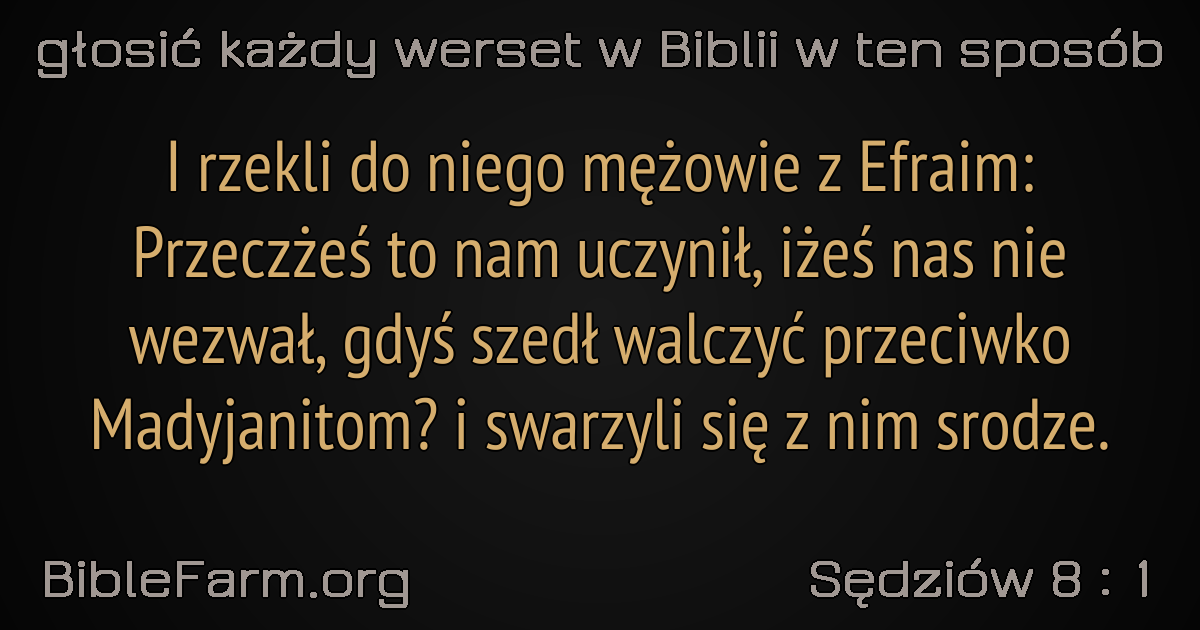 głosić każdy werset w Biblii w ten sposób
I rzekli do niego mężowie z Efraim:
Przeczżeś to nam uczynił, iżeś nas nie
wezwał, gdyś szedł walczyć przeciwko
Madyjanitom? i swarzyli się z nim srodze.
BibleFarm.org
Sędziów 8 : 1